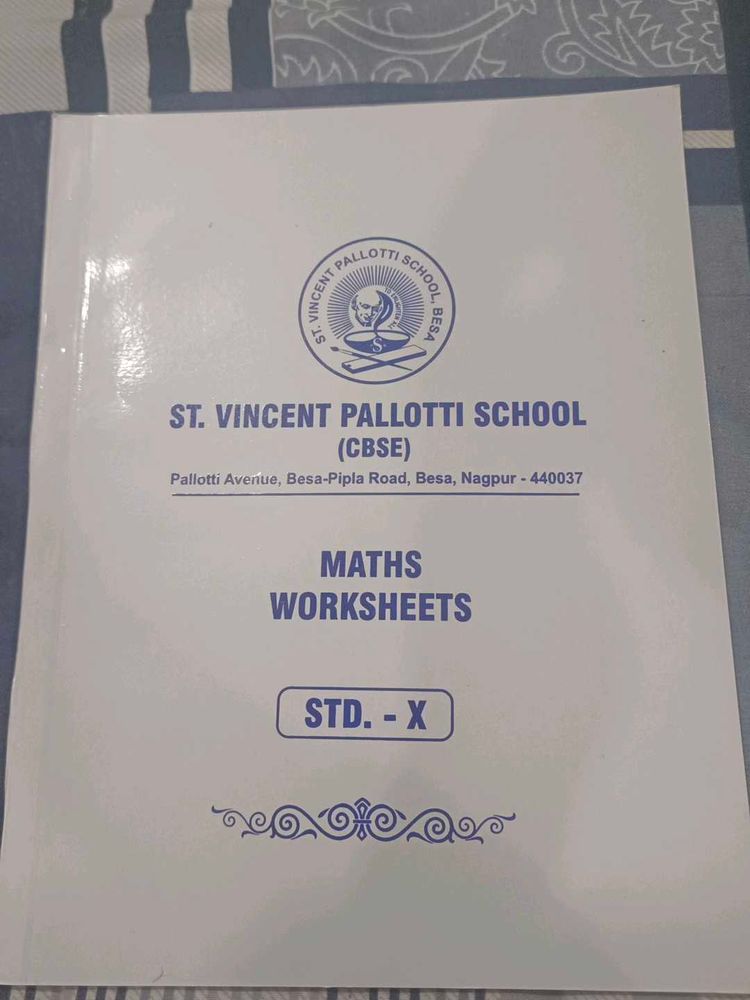 ST. VINCENT PALLOTTI SCHOOL, BESA
ST. VINCENT PALLOTTI SCHOOL
(CBSE)
Pallotti Avenue, Besa-Pipla Road, Besa, Nagpur - 440037
MATHS
WORKSHEETS
STD. - X